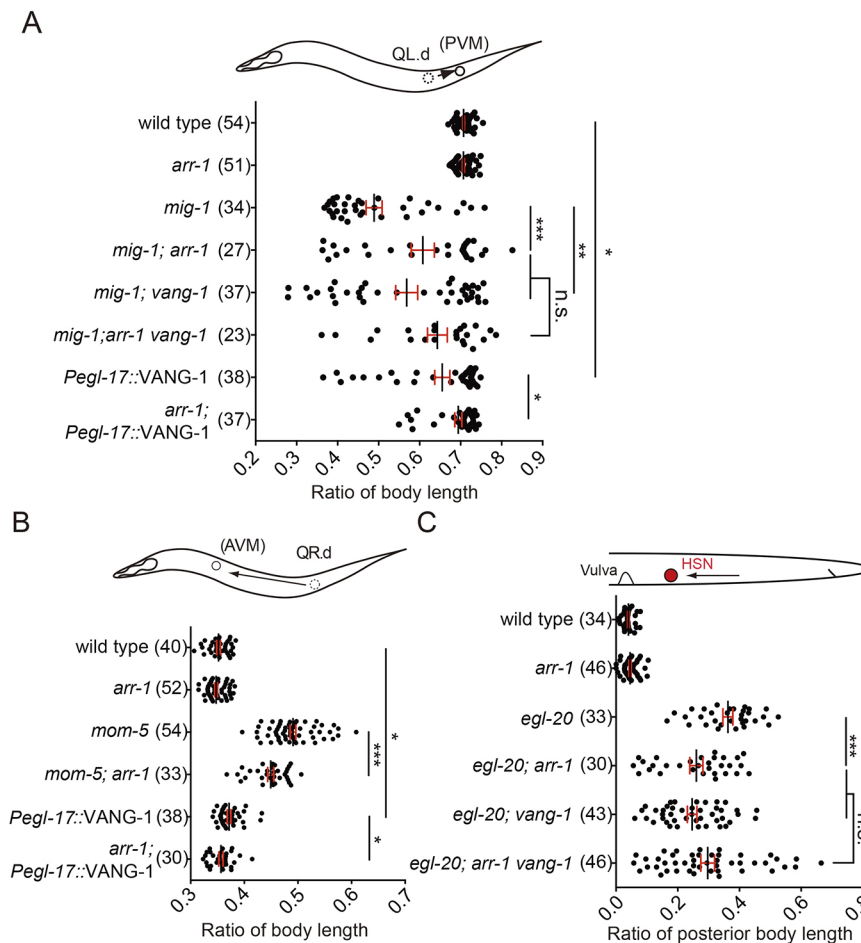 A
QL.d (PVM)
wild type (54)
arr-1 (51)
mig-1 (34)
mig-1; arr-1 (27)
mig-1; vang-1 (37)
mig-1;arr-1 vang-1 (23)
Pegl-17::VANG-1 (38)
arr-1;
Pegl-17::VANG-1 (37)
***
**
*
n.s.
*
0.2 0.3 0.4 0.5 0.6 0.7 0.8 0.9
Ratio of body length
B
(AVM) QR.d
wild type (40)
arr-1 (52)
mom-5 (54)
mom-5; arr-1 (33)
Pegl-17::VANG-1 (38)
arr-1;
Pegl-17::VANG-1 (30)
*
***
*
0.3 0.4 0.5 0.6 0.7
Ratio of body length
C
Vulva HSN
wild type (34)
arr-1 (46)
egl-20 (33)
egl-20; arr-1 (30)
egl-20; vang-1 (43)
egl-20; arr-1 vang-1 (46)
***
0.0 0.2 0.4 0.6
Ratio of posterior body length